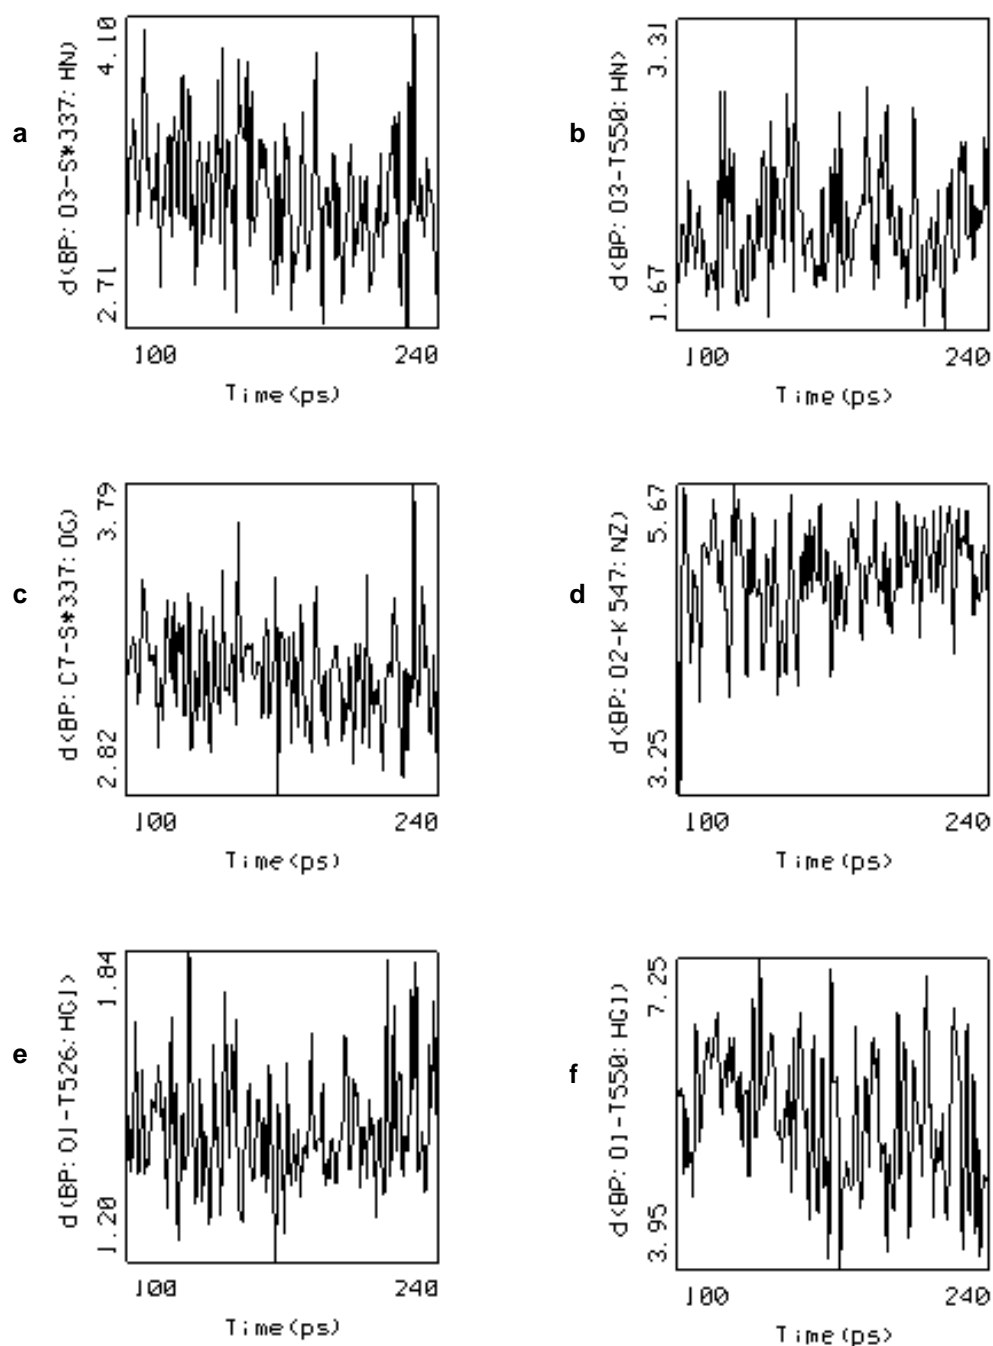 a
4.10
d<BP: O3-S*337: HN>
2.71
100 240
Time<ps>
b
3.31
d<BP: O3-T550: HN>
1.67
100 240
Time<ps>
c
3.79
d<BP: C7-S*337: OG>
2.82
100 240
Time<ps>
d
5.67
d<BP: O2-K547: NZ>
3.25
100 240
Time<ps>
e
1.84
d<BP: O1-T526: HG1>
1.20
100 240
Time<ps>
f
7.25
d<BP: O1-T550: HG1>
3.95
100 240
Time<ps>